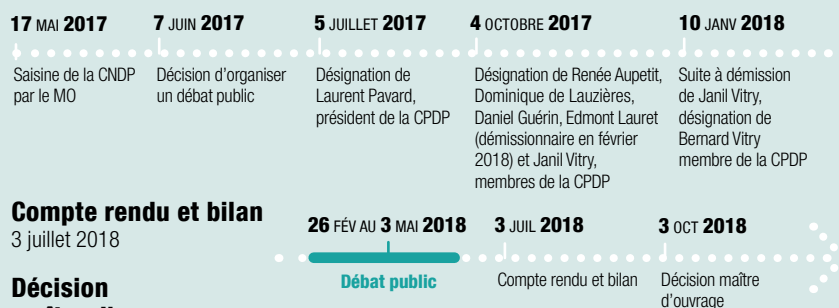 17 MAI 2017
Saisine de la CNDP
par le MO
7 JUIN 2017
Décision d'organiser
un débat public
5 JUILLET 2017
Désignation de
Laurent Pavard,
président de la CPDP
4 OCTOBRE 2017
Désignation de Renée Aupetit,
Dominique de Lauzières,
Daniel Guérin, Edmont Lauret
(démissionnaire en février
2018) et Janil Vitry,
membres de la CPDP
10 JANV 2018
Suite à démission
de Janil Vitry,
désignation de
Bernard Vitry
membre de la CPDP
Compte rendu et bilan
3 juillet 2018
Décision
26 FÉV AU 3 MAI 2018
Débat public
3 JUIL 2018
Compte rendu et bilan
3 OCT 2018
Décision maître
d'ouvrage